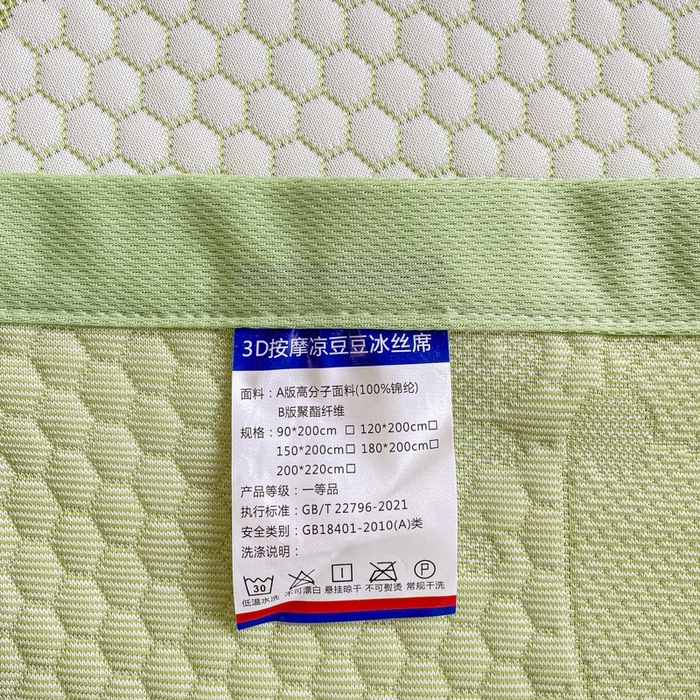 3D按摩凉豆豆冰丝席
面料：A版高分子面料(100%锦纶)
B版聚酯纤维
规格：90*200cm □ 120*200cm□
150*200cm□ 180*200cm□
200*220cm□
产品等级：一等品
执行标准：GB/T 22796-2021
安全类别：GB18401-2010(A)类
洗涤说明：
30 P
低温水洗 不可漂白 悬挂晾干 不可熨烫 常规干洗